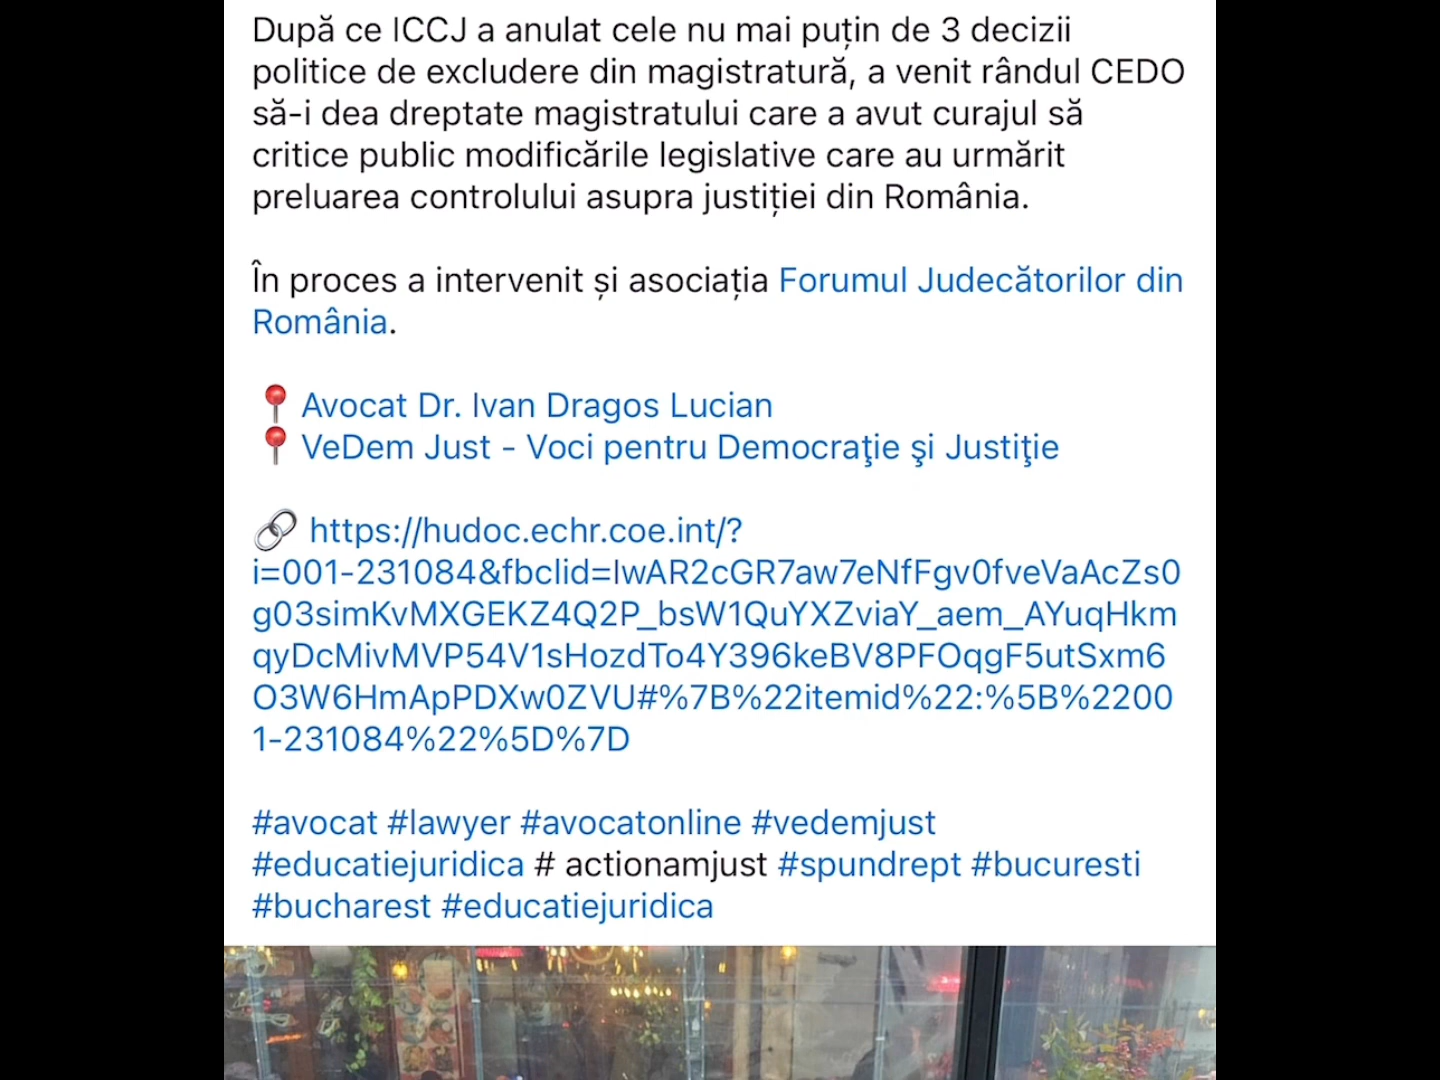 După ce ICCJ a anulat cele nu mai puțin de 3 decizii
politice de excludere din magistratură, a venit rândul CEDO
să-i dea dreptate magistratului care a avut curajul să
critice public modificările legislative care au urmărit
preluarea controlului asupra justiției din România.
În proces a intervenit și asociația Forumul Judecătorilor din
România.
Avocat Dr. Ivan Dragos Lucian
VeDem Just - Voci pentru Democraţie şi Justiţie
https://hudoc.echr.coe.int/?
i=001-231084&fbclid=IwAR2cGR7aw7eNfFgv0fveVaAcZs0
g03simKvMXGEKZ4Q2P_bsW1QuYXZviaY_aem_AYuqHkm
qyDcMivMVP54V1sHozdTo4Y396keBV8PFOqgF5utSxm6
O3W6HmApPDXw0ZVU#%7B%22itemid%22:%5B%2200
1-231084%22%5D%7D
#avocat #lawyer #avocatonline #vedemjust
#educatiejuridica # actionamjust #spundrept #bucuresti
#bucharest #educatiejuridica